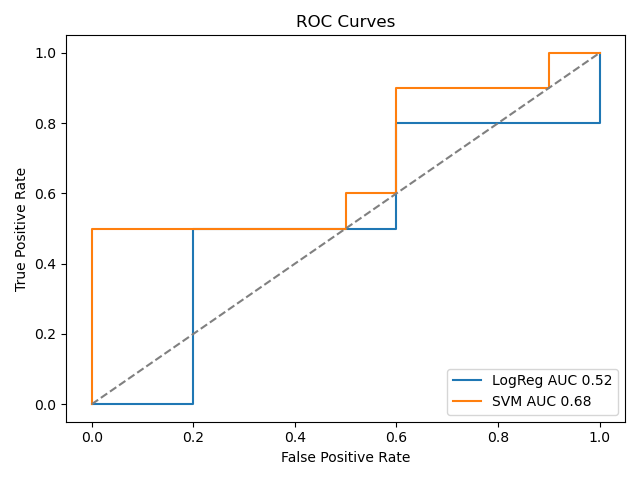 ROC Curves
True Positive Rate
1.0
0.8
0.6
0.4
0.2
0.0
0.0 0.2 0.4 0.6 0.8 1.0
False Positive Rate
LogReg AUC 0.52
SVM AUC 0.68